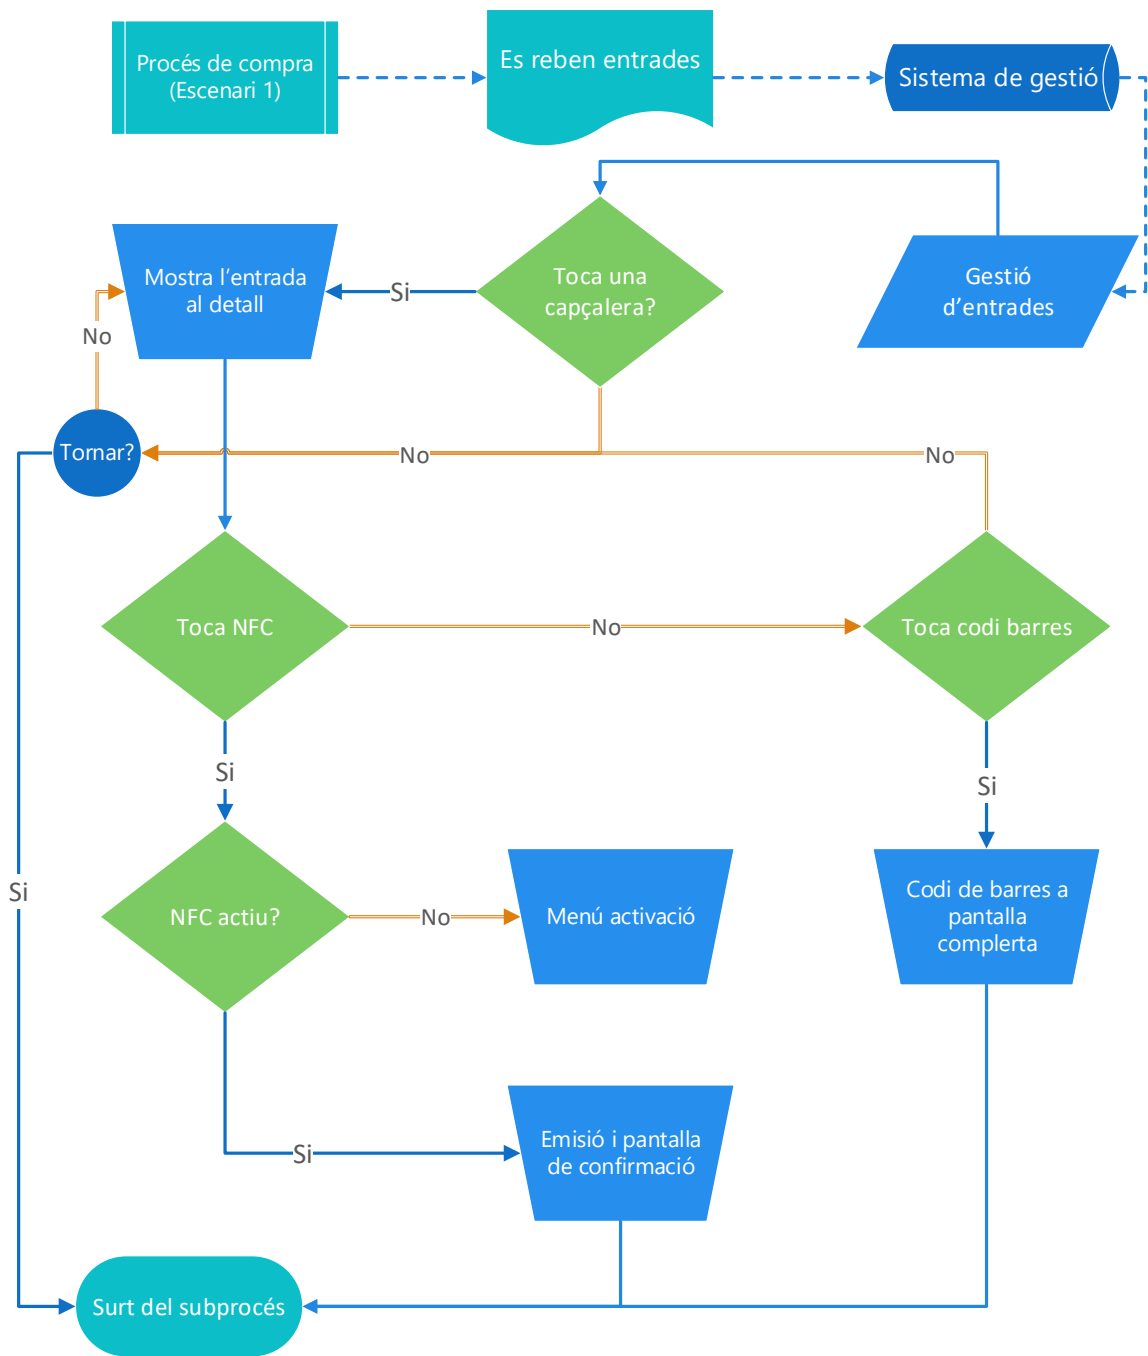 Procés de compra
(Escenari 1)
Es reben entrades
Sistema de gestió
Mostra l'entrada
al detall
Si
Toca una
capçalera?
Gestió
d'entrades
No
Tornar?
No
No
Toca NFC
No
Toca codi barres
Si
Si
Si
NFC actiu?
No
Menú activació
Codi de barres a
pantalla
complerta
Si
Emisió i pantalla
de confirmació
Surt del subprocés